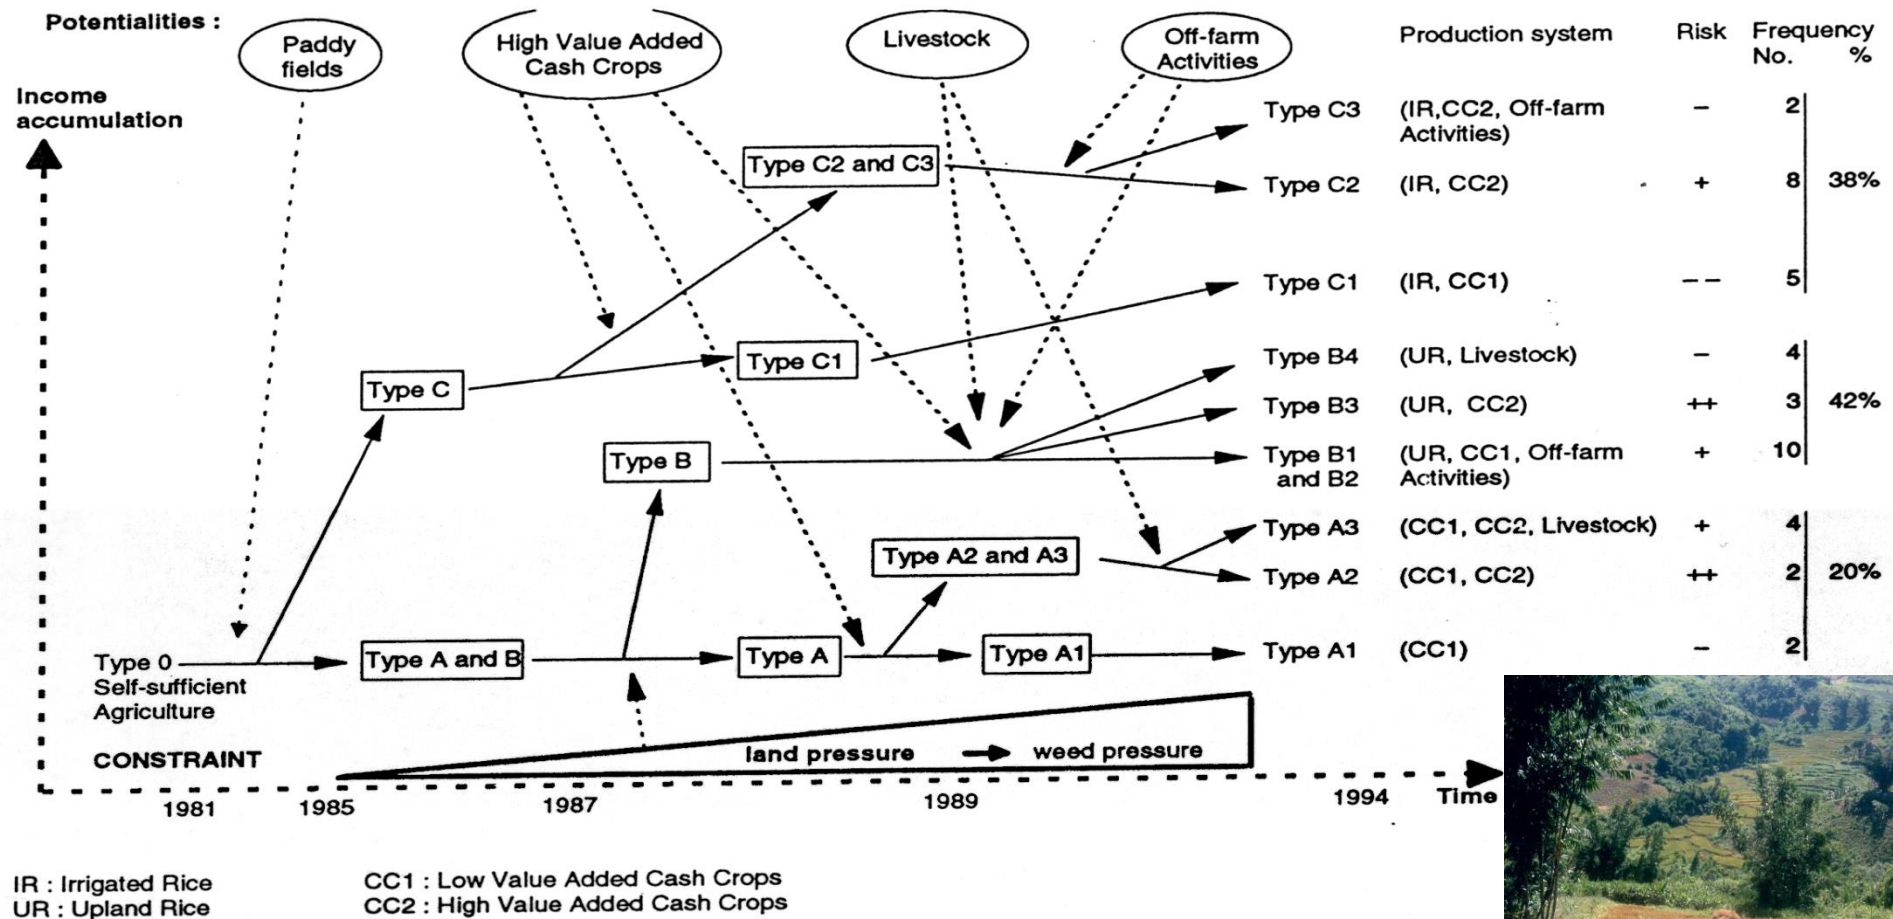 Potentialities :
Paddy
fields
High Value Added
Cash Crops
Livestock
Off-farm
Activities
Production system
Risk
Frequency
No. %
Income
accumulation
Type C3 (IR,CC2, Off-farm Activities) – 2
Type C2 and C3
Type C2 (IR, CC2) + 8 38%
Type C1 (IR, CC1) – – 5
Type C1
Type B4 (UR, Livestock) – 4
Type C
Type B3 (UR, CC2) ++ 3 42%
Type B
Type B1 (UR, CC1, Off-farm + 10
and B2 Activities)
Type A3 (CC1, CC2, Livestock) + 4
Type A2 and A3
Type A2 (CC1, CC2) ++ 2 20%
Type 0
Self-sufficient
Agriculture
Type A and B
Type A
Type A1
Type A1 (CC1) – 2
CONSTRAINT
land pressure weed pressure
1981 1985 1987 1989 1994 Time
IR : Irrigated Rice
UR : Upland Rice
CC1 : Low Value Added Cash Crops
CC2 : High Value Added Cash Crops